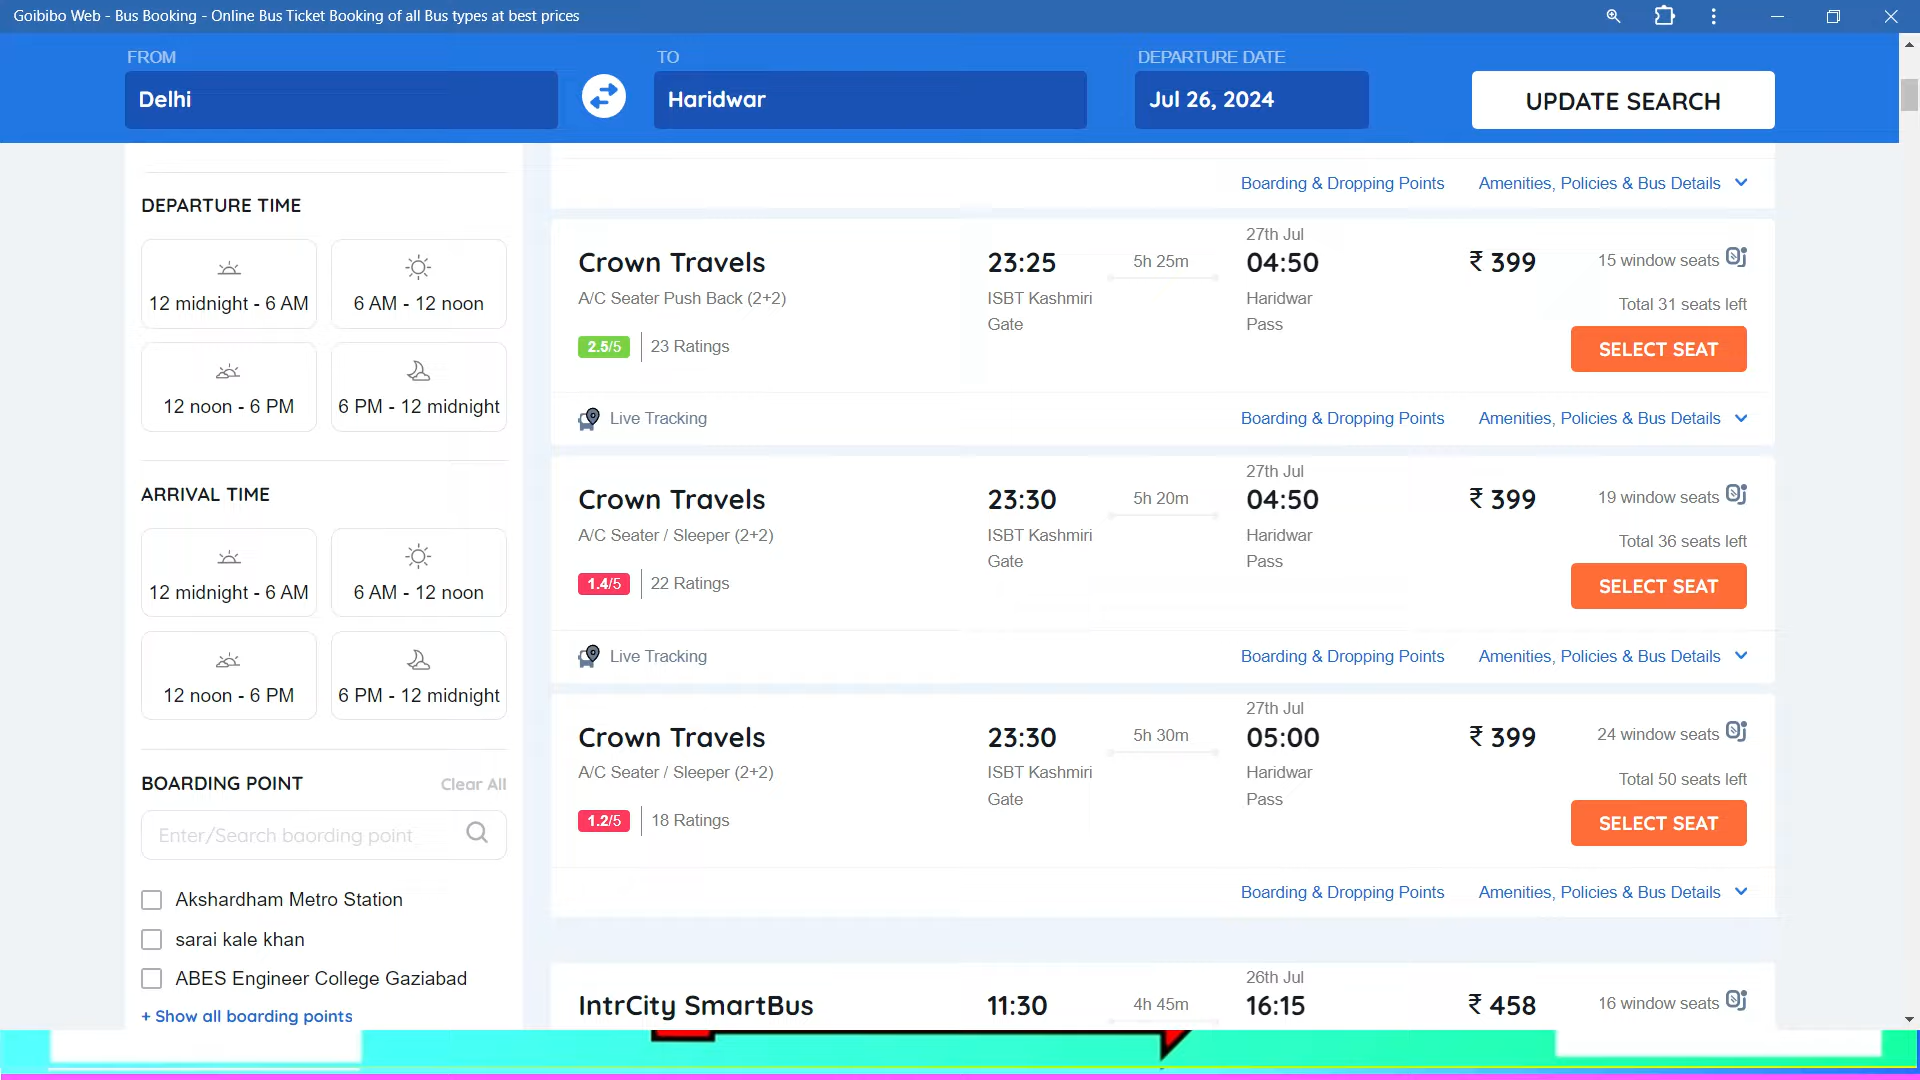 Goibibo Web - Bus Booking - Online Bus Ticket Booking of all Bus types at best prices
FROM
Delhi
TO
Haridwar
DEPARTURE DATE
Jul 26, 2024
UPDATE SEARCH
DEPARTURE TIME
12 midnight - 6 AM
6 AM - 12 noon
12 noon - 6 PM
6 PM - 12 midnight
ARRIVAL TIME
12 midnight - 6 AM
6 AM - 12 noon
12 noon - 6 PM
6 PM - 12 midnight
BOARDING POINT
Clear All
Enter/Search baording point
Akshardham Metro Station
sarai kale khan
ABES Engineer College Gaziabad
+ Show all boarding points
Boarding & Dropping Points
Amenities, Policies & Bus Details
Crown Travels
A/C Seater Push Back (2+2)
2.5/5
23 Ratings
23:25
ISBT Kashmiri
Gate
5h 25m
27th Jul
04:50
Haridwar
Pass
₹ 399
15 window seats
Total 31 seats left
SELECT SEAT
Live Tracking
Boarding & Dropping Points
Amenities, Policies & Bus Details
Crown Travels
A/C Seater / Sleeper (2+2)
1.4/5
22 Ratings
23:30
ISBT Kashmiri
Gate
5h 20m
27th Jul
04:50
Haridwar
Pass
₹ 399
19 window seats
Total 36 seats left
SELECT SEAT
Live Tracking
Boarding & Dropping Points
Amenities, Policies & Bus Details
Crown Travels
A/C Seater / Sleeper (2+2)
1.2/5
18 Ratings
23:30
ISBT Kashmiri
Gate
5h 30m
27th Jul
05:00
Haridwar
Pass
₹ 399
24 window seats
Total 50 seats left
SELECT SEAT
Boarding & Dropping Points
Amenities, Policies & Bus Details
IntrCity SmartBus
11:30
4h 45m
26th Jul
16:15
₹ 458
16 window seats